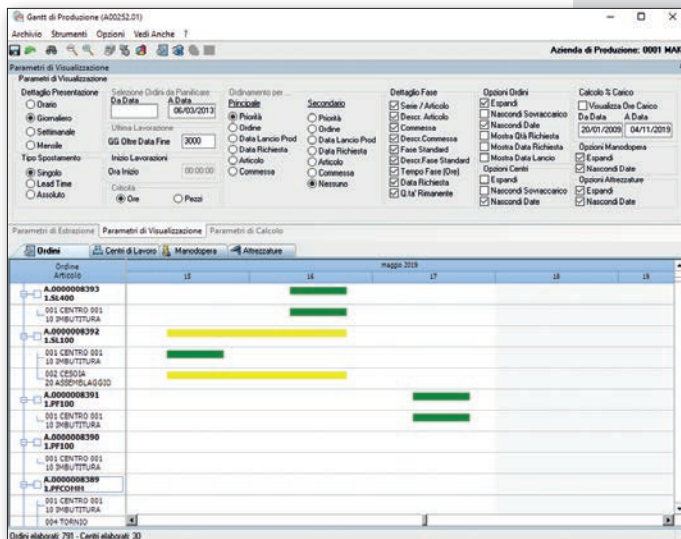 Gantt di Produzione (A00252.01)
Archivio Strumenti Opzioni Vedi Anche ?
Azienda di Produzione: 0001 MAK
Parametri di Visualizzazione
Parametri di Visualizzazione
Dettaglio Presentazione
Orario
Giornaliero
Settimanale
Mensile
Tipo Spostamento
Singolo
Lead Time
Assoluto
Selezione Ordini da Pianificare
Da Data A Data
06/03/2013
Ultima Lavorazione
GG Oltre Data Fine 3000
Inizio Lavorazioni
Ora Inizio 00:00:00
Ore Pezzi
Ordinamento per ...
Principale
Priorità
Ordine
Data Lancio Prod
Data Richiesta
Articolo
Commessa
Secondario
Priorità
Ordine
Data Lancio Prod
Data Richiesta
Articolo
Commessa
Nessuno
Dettaglio Fase
Serie / Articolo
Descr. Articolo
Commessa
Descr.Commessa
Fase Standard
Descr.Fase Standard
Tempo Fase (Ore)
Data Richiesta
Q.ta' Rimanente
Opzioni Ordini
Espandi
Nascondi Sovraccarico
Nascondi Date
Mostra Qtà Richiesta
Mostra Data Richiesta
Mostra Data Lancio
Opzioni Centri
Espandi
Nascondi Sovraccarico
Nascondi Date
Calcolo % Carico
Visualizza Ore Carico
Da Data A Data
20/01/2009 04/11/2019
Opzioni Manodopera
Espandi
Nascondi Date
Opzioni Attrezzature
Espandi
Nascondi Date
Parametri di Estrazione Parametri di Visualizzazione Parametri di Calcolo
Ordini Centri di Lavoro Manodopera Attrezzature
Ordine
Articolo
maggio 2019
15 16 17 18 19
A.0000008393
1.SL400
001 CENTRO 001
10 IMBUTITURA
A.0000008392
1.SL100
001 CENTRO 001
10 IMBUTITURA
002 CESOIA
20 ASSEMBLAGGIO
A.0000008391
1.PF100
001 CENTRO 001
10 IMBUTITURA
A.0000008390
1.PF100
001 CENTRO 001
10 IMBUTITURA
A.0000008389
1.PFCOMM
001 CENTRO 001
10 IMBUTITURA
004 TORNIO
Ordini elaborati: 791 - Centri elaborati: 30